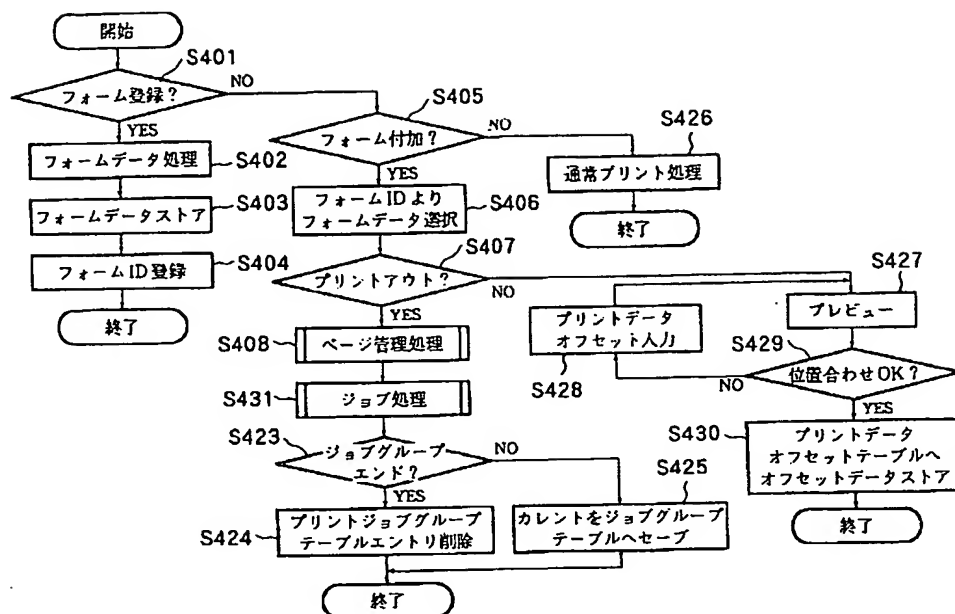 開始
S401
フォーム登録?
NO
YES
フォームデータ処理
S402
フォームデータストア
S403
フォームID登録
S404
終了
S405
フォーム付加?
NO
YES
S426
通常プリント処理
終了
フォームIDより
フォームデータ選択
S406
S407
プリントアウト?
NO
YES
S408
ページ管理処理
S431
ジョブ処理
S423
ジョブグループ
エンド?
NO
YES
S424
プリントジョブグループ
テーブルエントリ削除
S425
カレントをジョブグループ
テーブルへセーブ
終了
S427
プレビュー
プリントデータ
オフセット入力
S428
S429
位置合わせOK?
NO
YES
S430
プリントデータ
オフセットテーブルへ
オフセットデータストア
終了